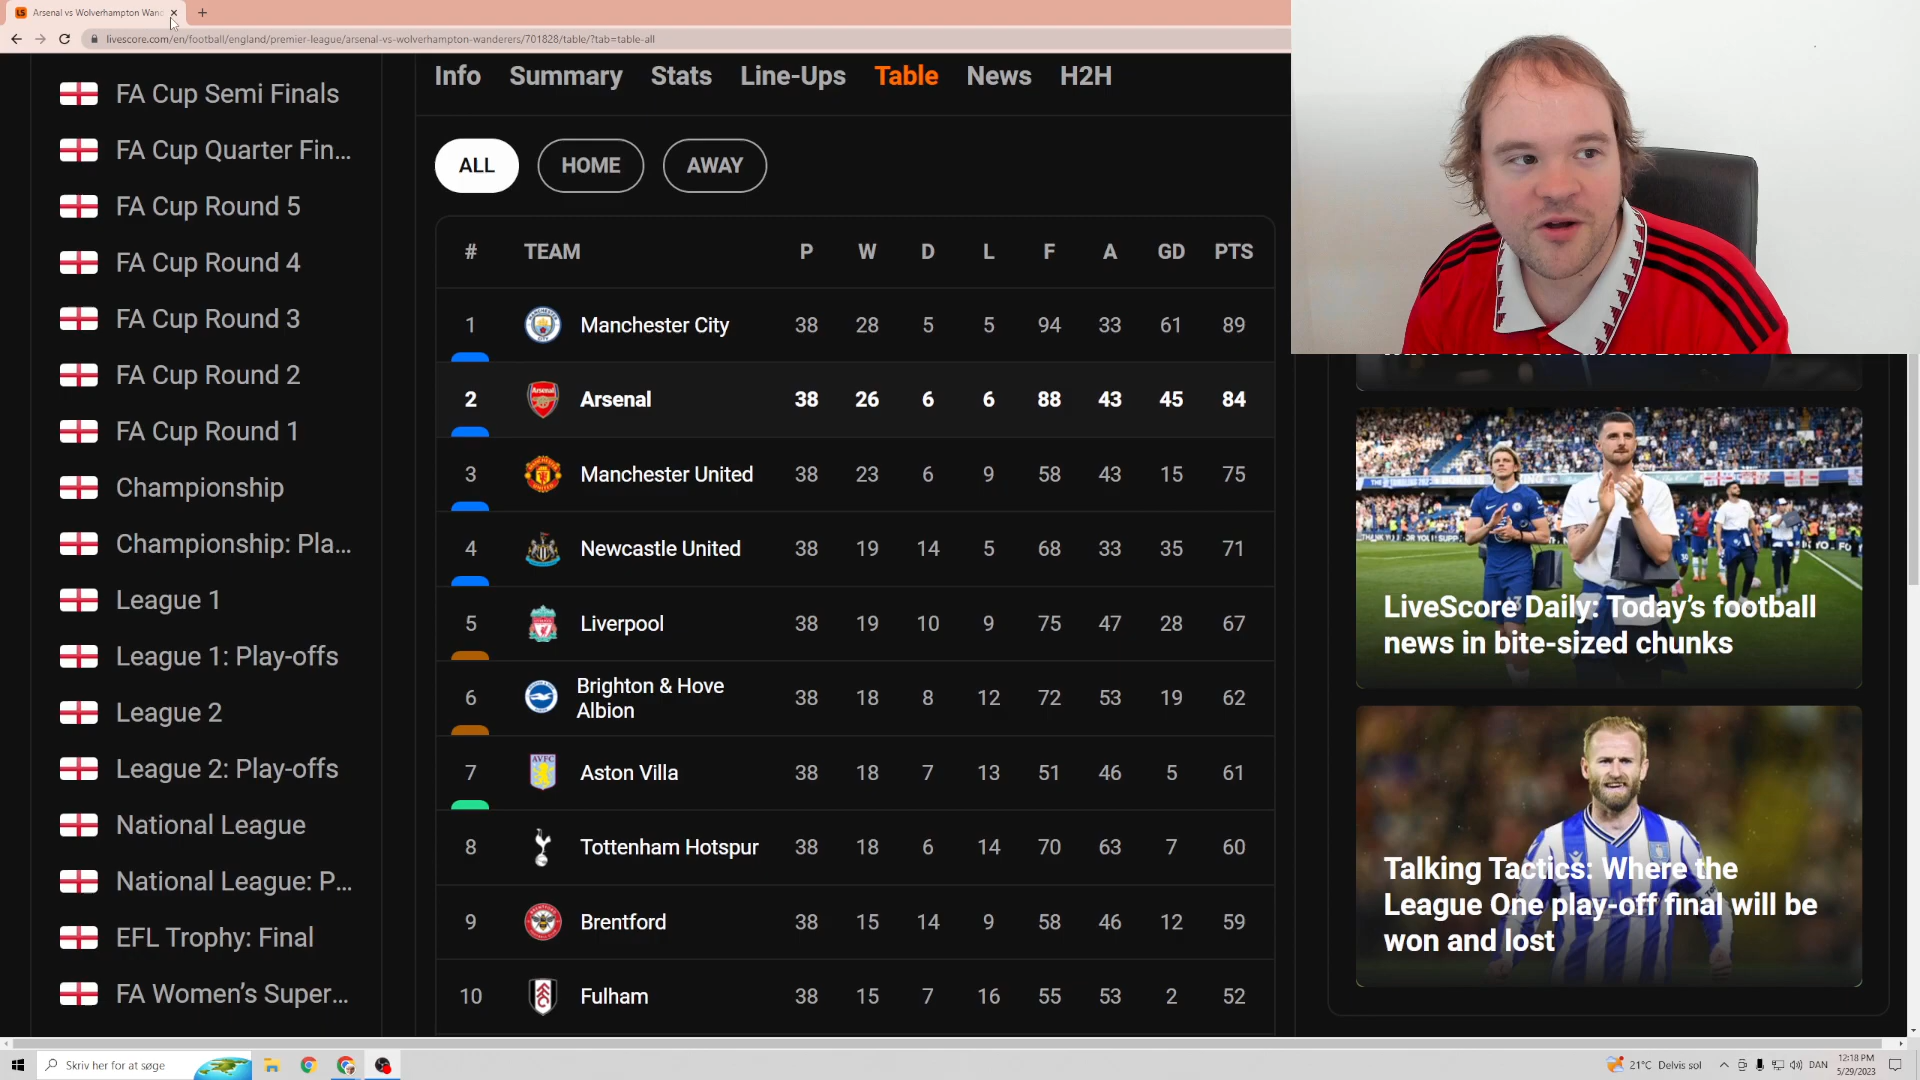 Arsenal vs Wolverhampton Wan
livescore.com/en/football/england/premier-league/arsenal-vs-wolverhampton-wanderers/701828/table/?tab=table-all
FA Cup Semi Finals
FA Cup Quarter Fin...
FA Cup Round 5
FA Cup Round 4
FA Cup Round 3
FA Cup Round 2
FA Cup Round 1
Championship
Championship: Pla...
League 1
League 1: Play-offs
League 2
League 2: Play-offs
National League
National League: P...
EFL Trophy: Final
FA Women's Super...
Info Summary Stats Line-Ups Table News H2H
ALL HOME AWAY
# TEAM P W D L F A GD PTS
1 Manchester City 38 28 5 5 94 33 61 89
2 Arsenal 38 26 6 6 88 43 45 84
3 Manchester United 38 23 6 9 58 43 15 75
4 Newcastle United 38 19 14 5 68 33 35 71
5 Liverpool 38 19 10 9 75 47 28 67
6 Brighton & Hove Albion 38 18 8 12 72 53 19 62
7 Aston Villa 38 18 7 13 51 46 5 61
8 Tottenham Hotspur 38 18 6 14 70 63 7 60
9 Brentford 38 15 14 9 58 46 12 59
10 Fulham 38 15 7 16 55 53 2 52
LiveScore Daily: Today's football
news in bite-sized chunks
Talking Tactics: Where the
League One play-off final will be
won and lost
Skriv her for at søge
21°C Delvis sol
DAN
12:18 PM
5/29/2023